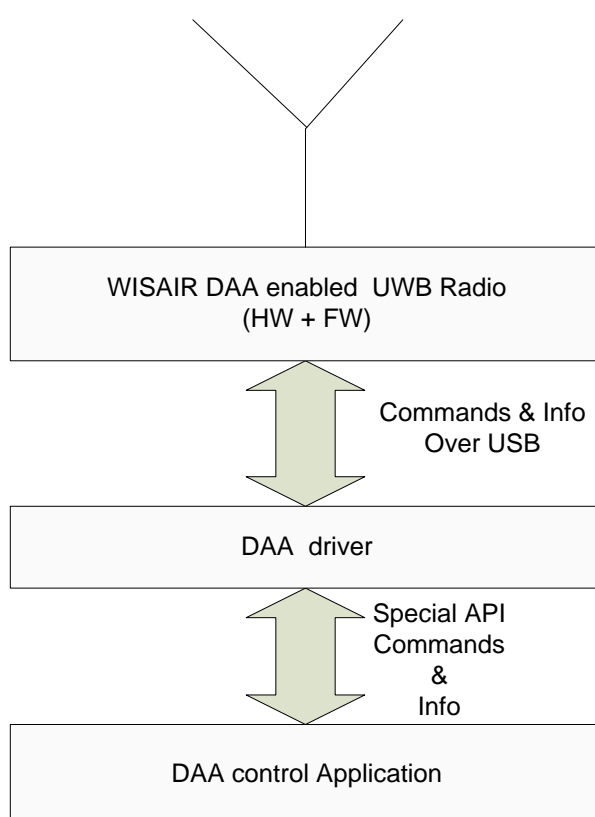 WISAIR DAA enabled  UWB Radio
(HW + FW)
Commands & Info
Over USB
DAA  driver
Special API
Commands
&
Info
DAA control Application